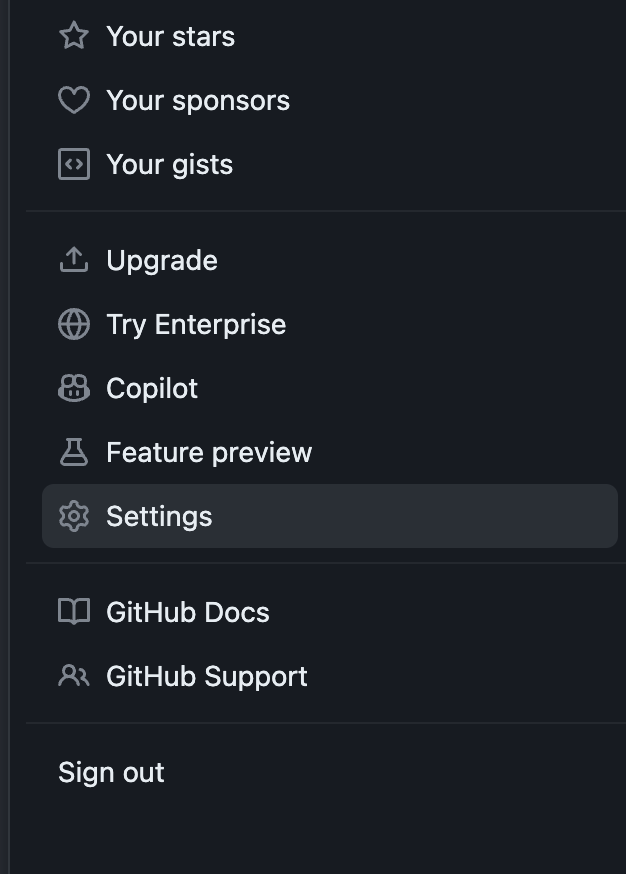 Your stars
Your sponsors
Your gists
Upgrade
Try Enterprise
Copilot
Feature preview
Settings
GitHub Docs
GitHub Support
Sign out